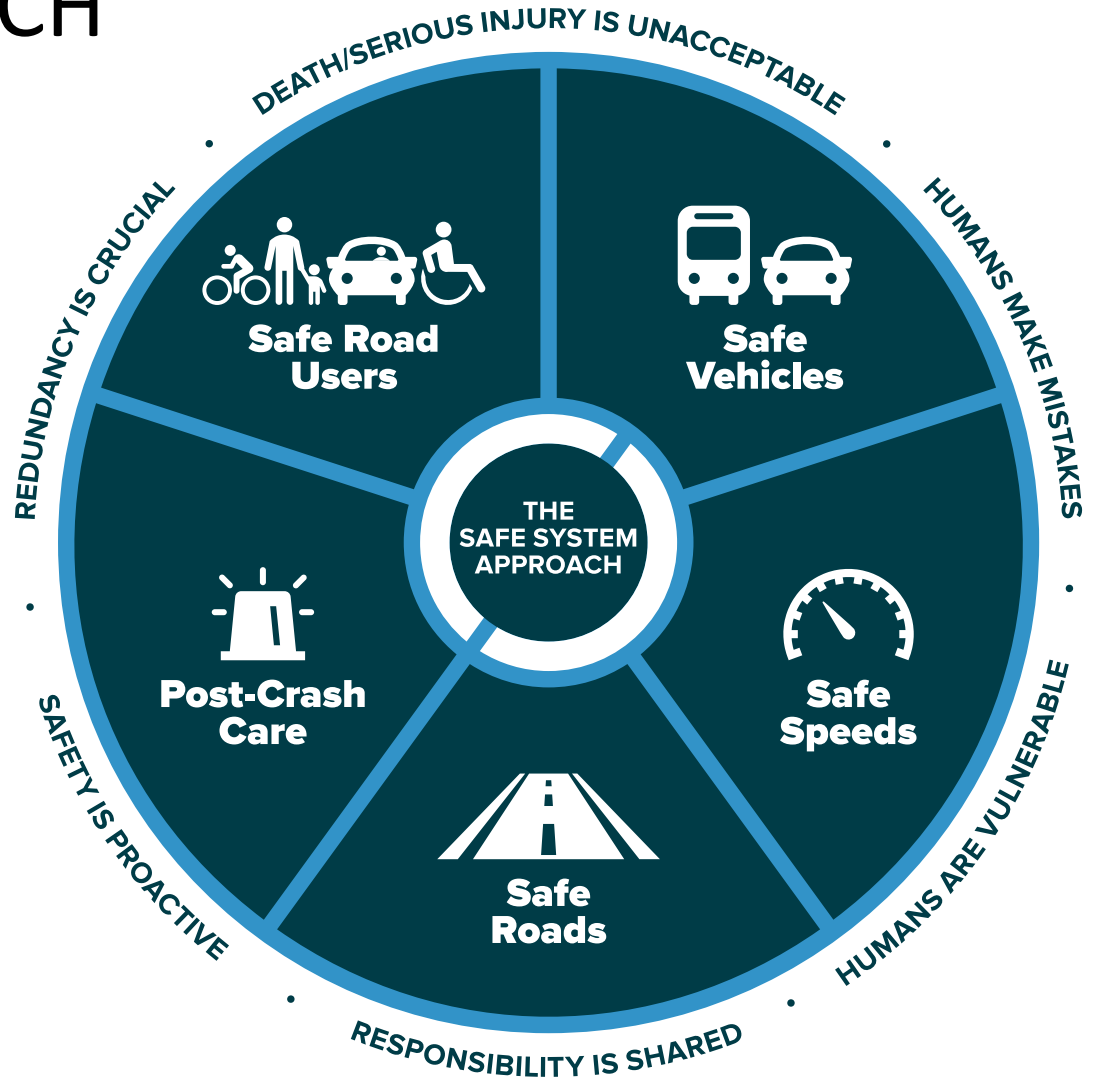 CH
DEATH/SERIOUS INJURY IS UNACCEPTABLE
HUMANS MAKE MISTAKES
HUMANS ARE VULNERABLE
RESPONSIBILITY IS SHARED
SAFETY IS PROACTIVE
REDUNDANCY IS CRUCIAL
Safe Road
Users
Safe
Vehicles
Safe
Speeds
Safe
Roads
Post-Crash
Care
THE
SAFE SYSTEM
APPROACH